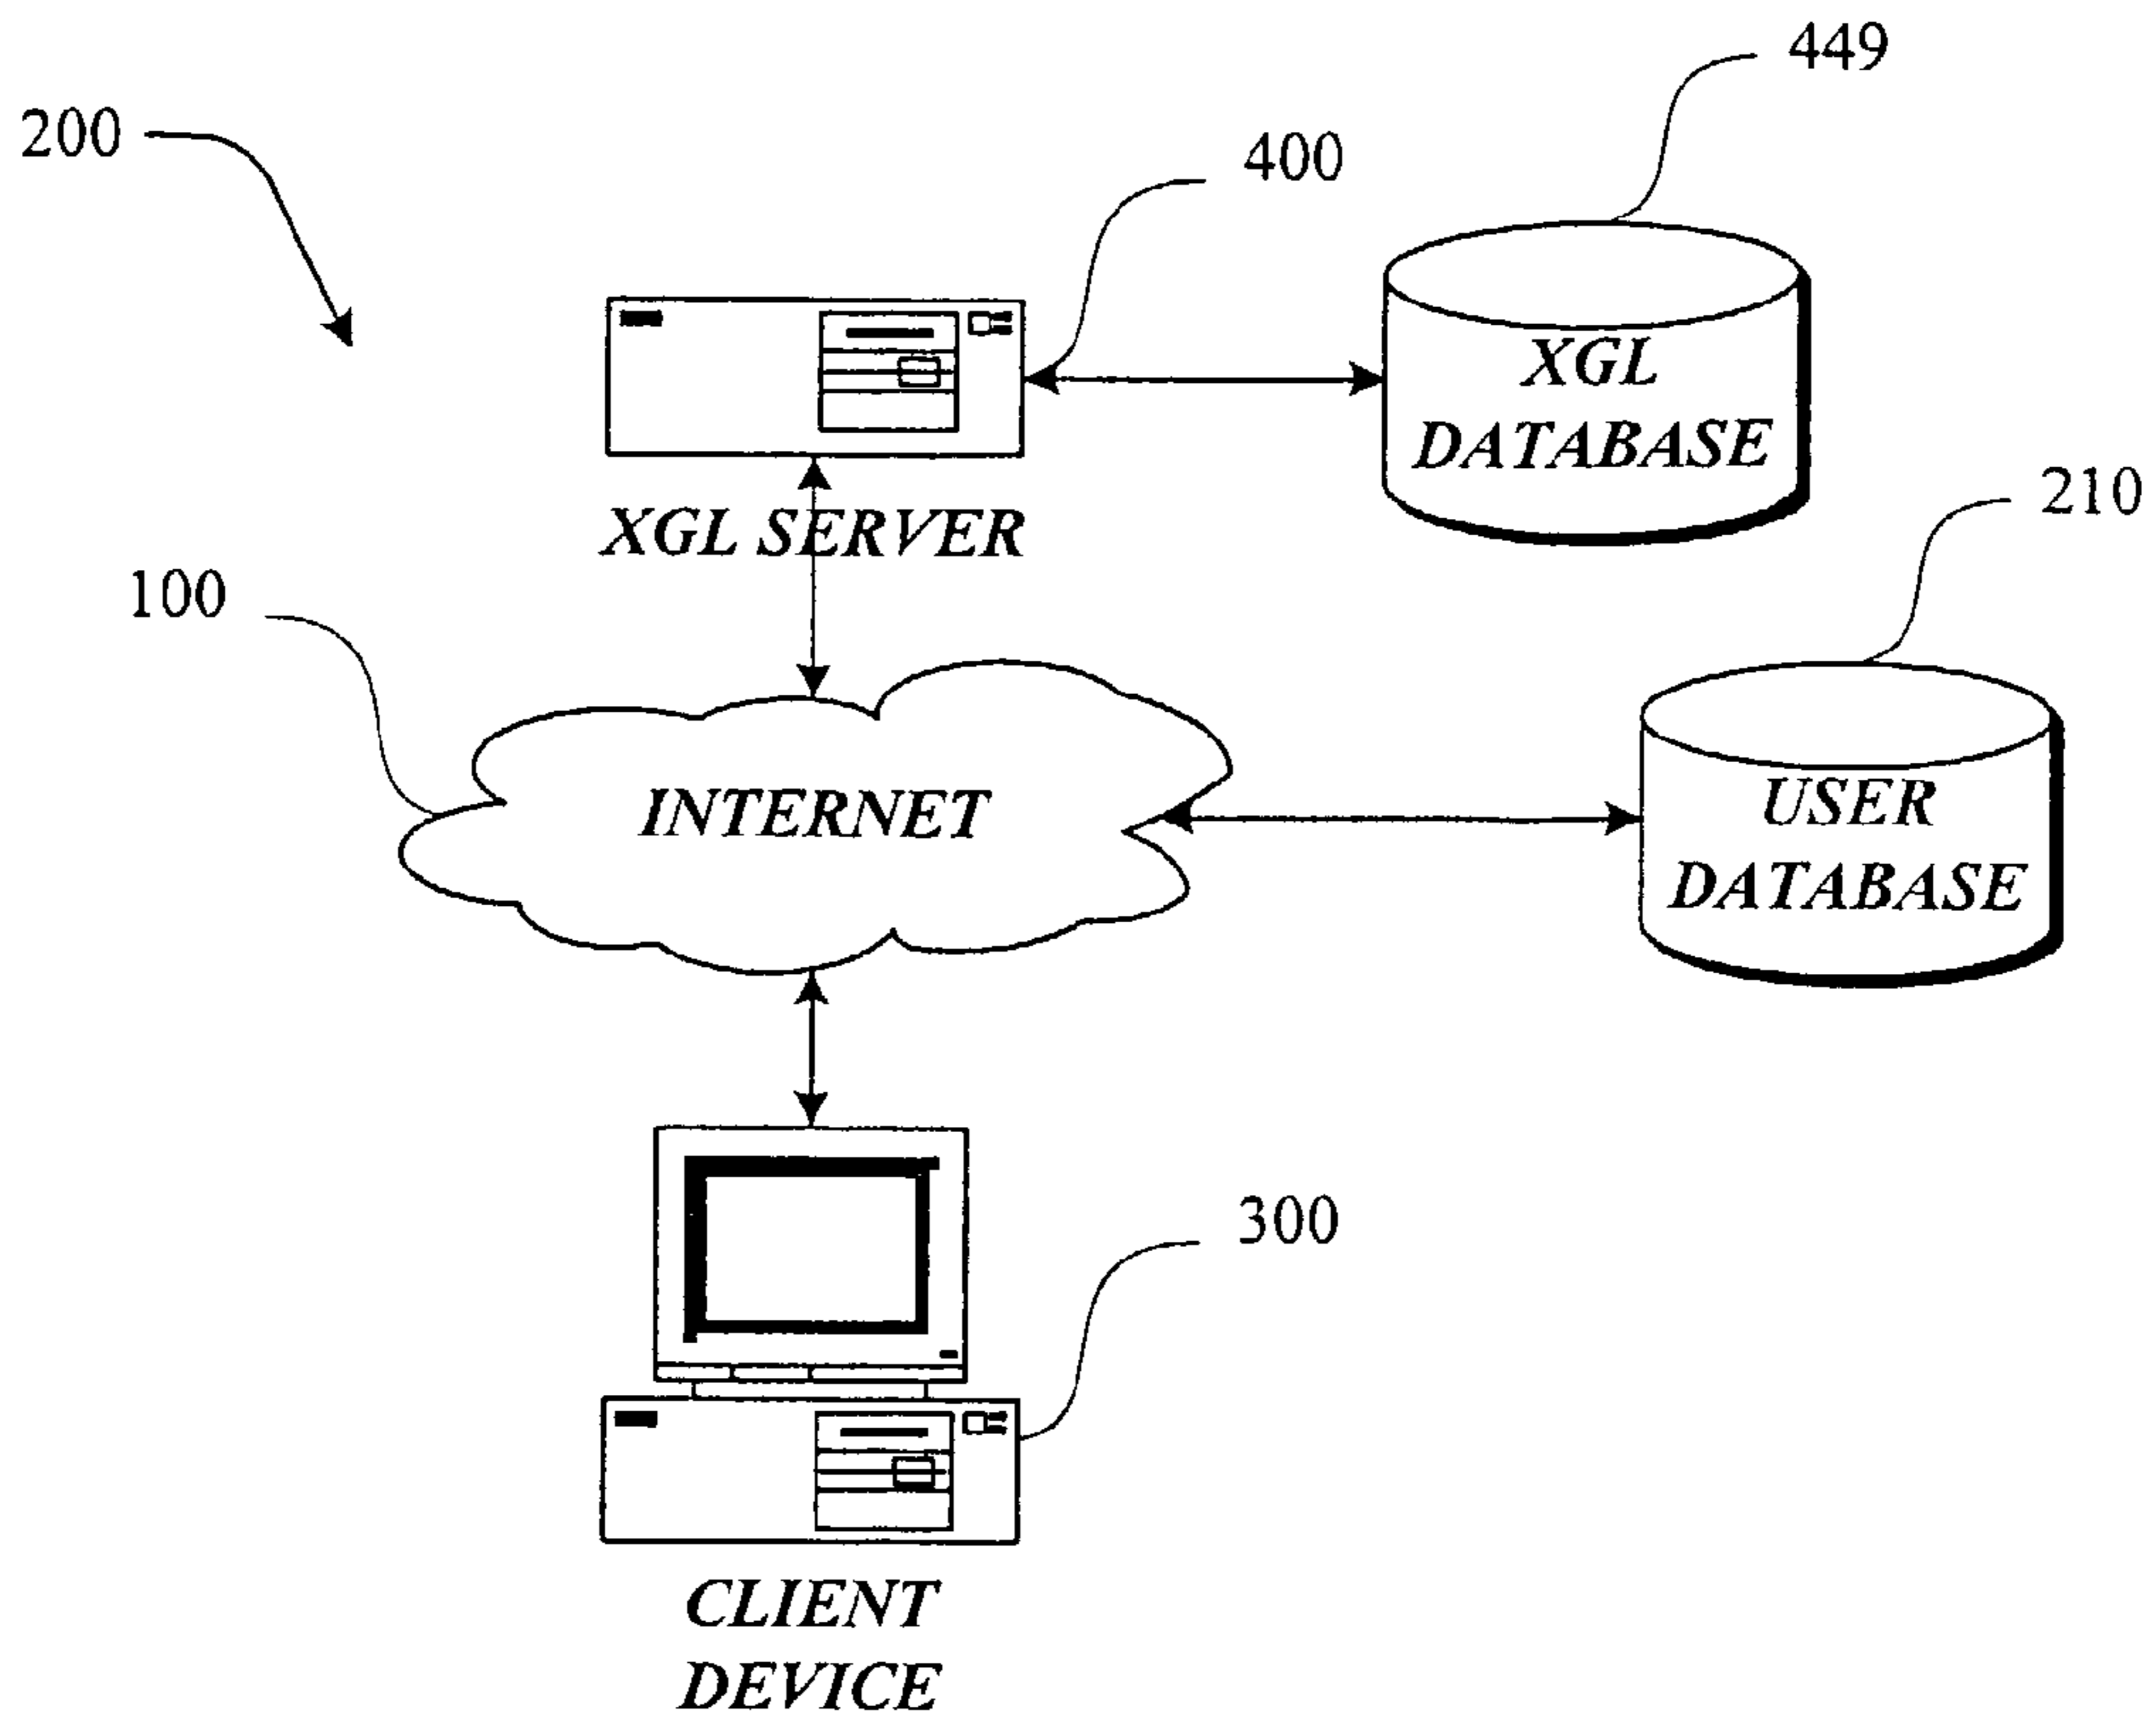 449
200
400
XGL
DATABASE
210
XGL SERVER
100
INTERNET
USER
DATABASE
300
CLIENT
DEVICE